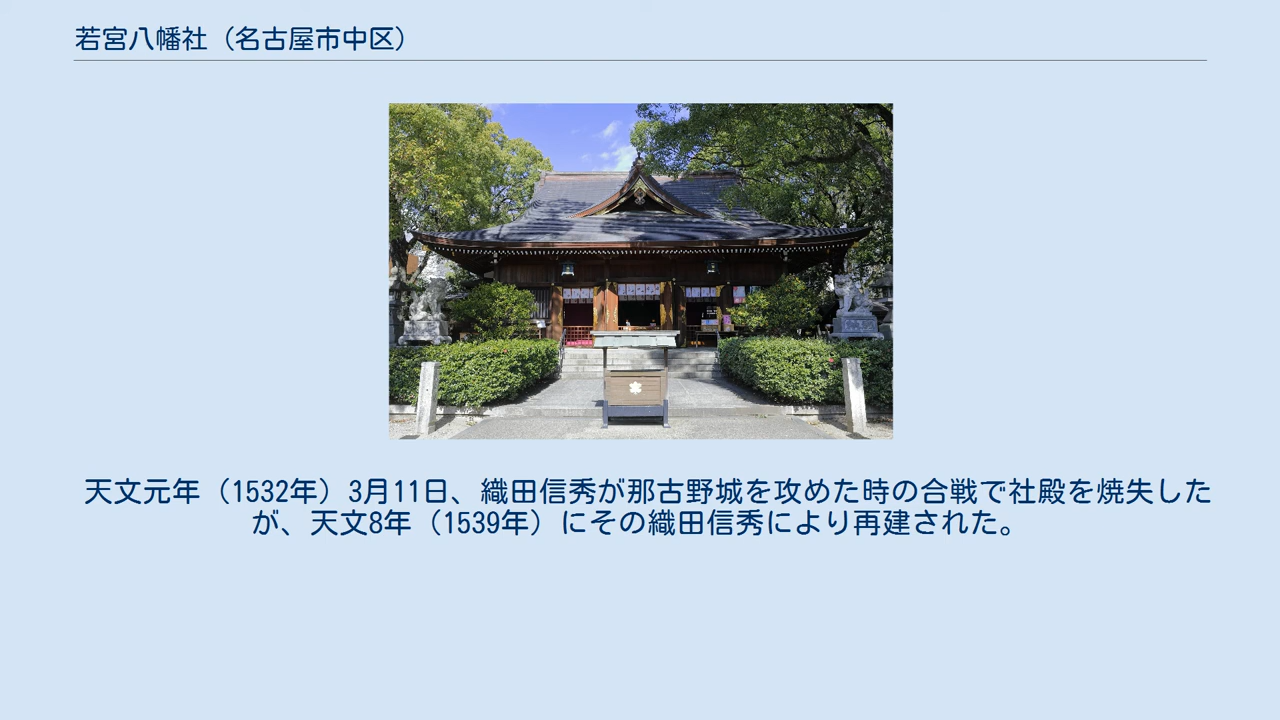 若宮八幡社（名古屋市中区）
天文元年（1532年）3月11日、織田信秀が那古野城を攻めた時の合戦で社殿を焼失した
が、天文8年（1539年）にその織田信秀により再建された。